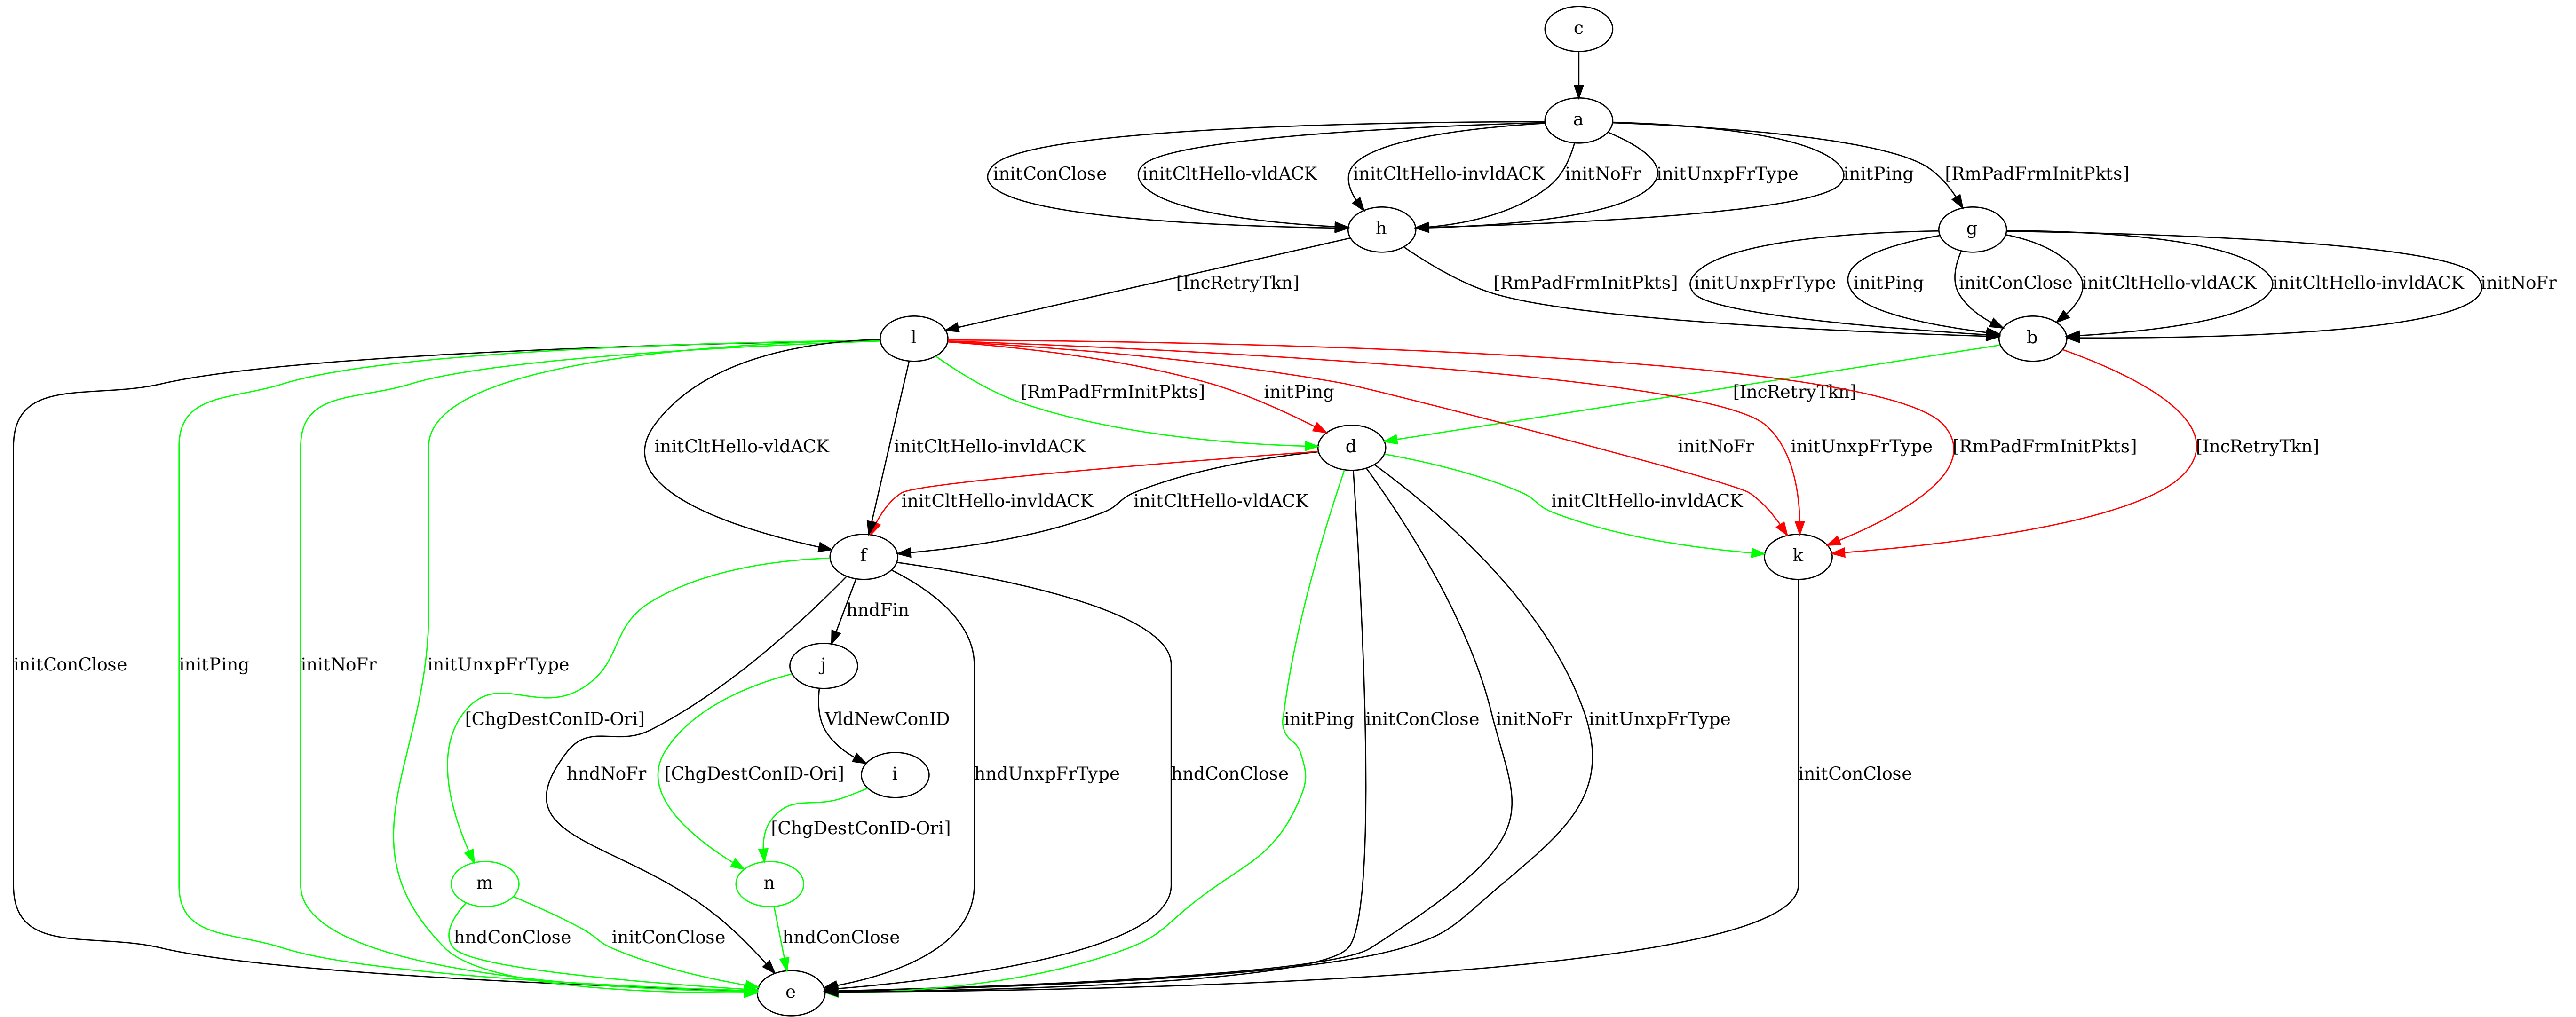 c
a
initConClose
initCltHello-vldACK
initCltHello-invldACK
initNoFr
initUnxpFrType
initPing
[RmPadFrmInitPkts]
h
g
[IncRetryTkn]
[RmPadFrmInitPkts]
initUnxpFrType
initPing
initConClose
initCltHello-vldACK
initCltHello-invldACK
initNoFr
l
b
[RmPadFrmInitPkts]
initPing
[IncRetryTkn]
initCltHello-vldACK
initCltHello-invldACK
d
initNoFr
initUnxpFrType
[RmPadFrmInitPkts]
[IncRetryTkn]
initCltHello-invldACK
initCltHello-vldACK
initCltHello-invldACK
f
k
hndFin
initConClose
initPing
initNoFr
initUnxpFrType
j
[ChgDestConID-Ori]
VldNewConID
initPing
initConClose
initNoFr
initUnxpFrType
hndNoFr
[ChgDestConID-Ori]
i
hndUnxpFrType
hndConClose
initConClose
[ChgDestConID-Ori]
m
n
hndConClose
initConClose
hndConClose
e